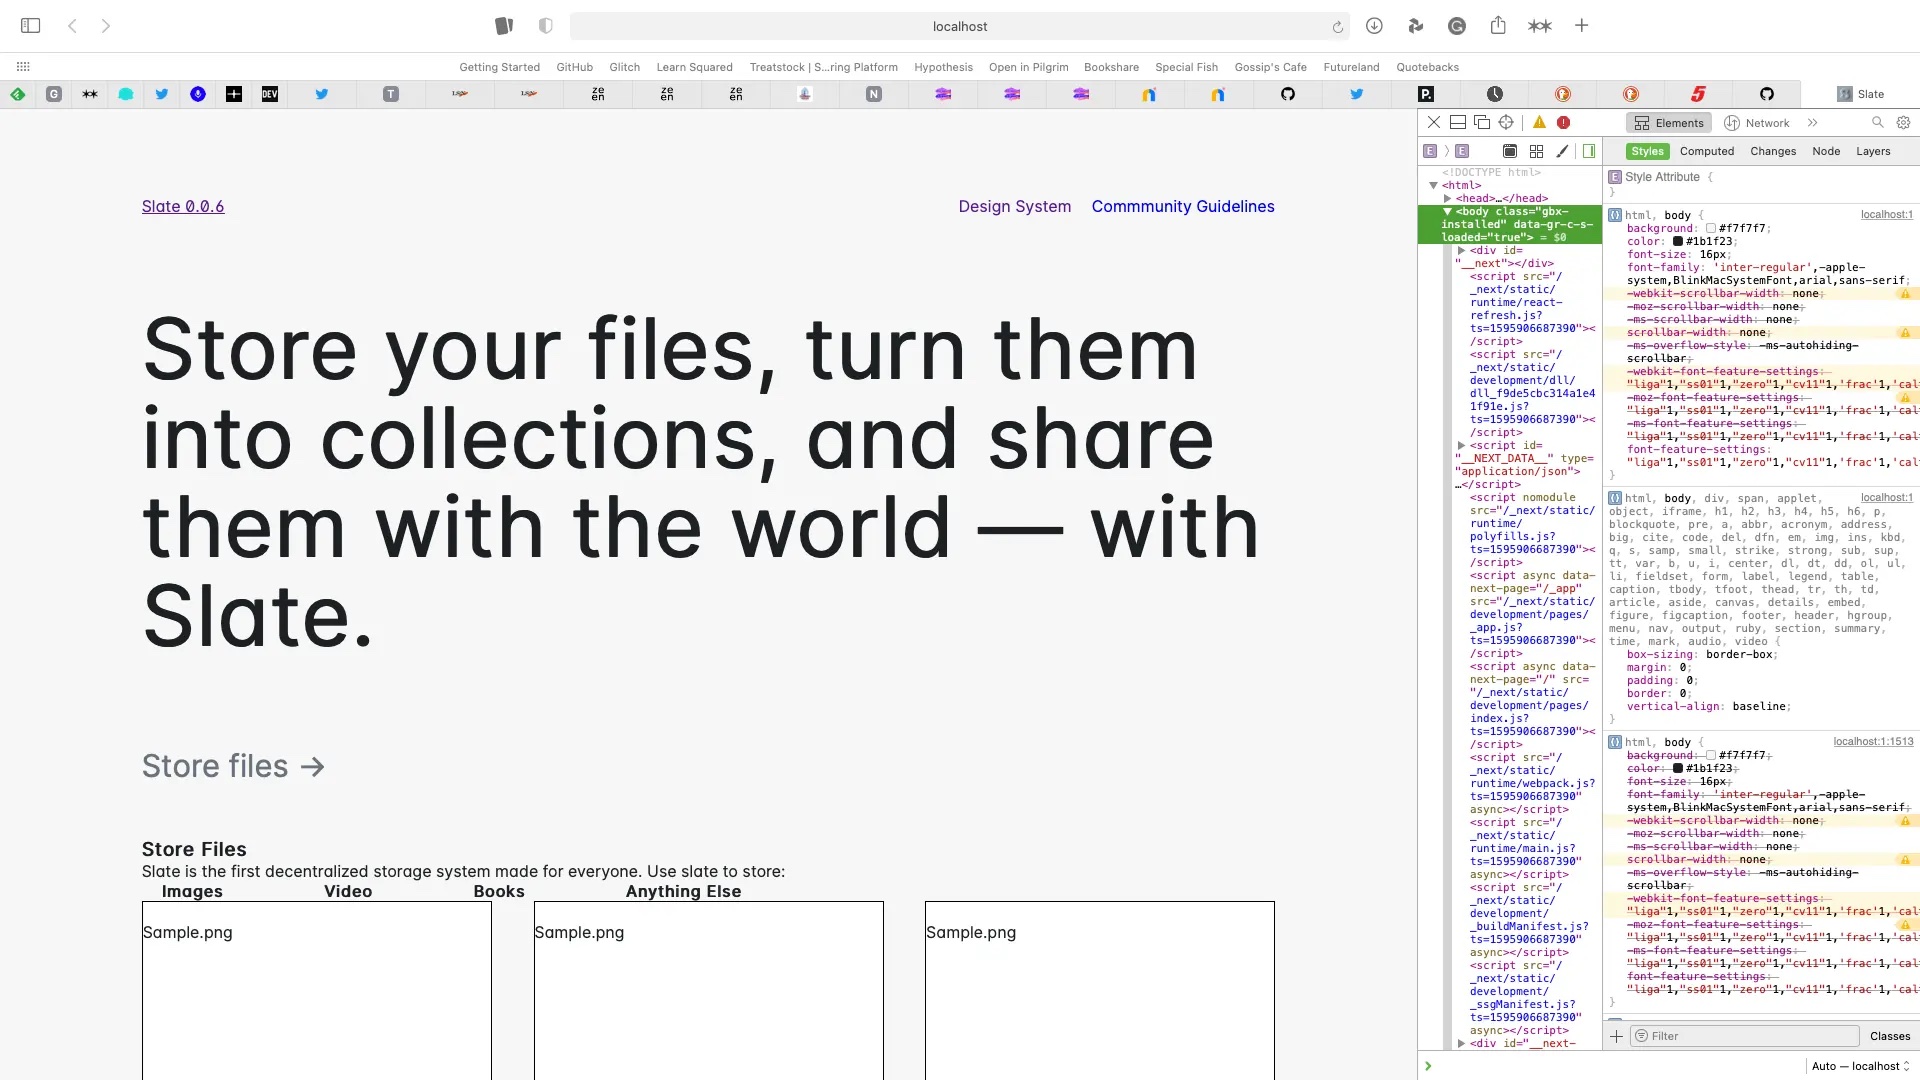 localhost
Getting Started GitHub Glitch Learn Squared Treatstock | S...ring Platform Hypothesis Open in Pilgrim Bookshare Special Fish Gossip's Cafe Futureland Quotebacks
G DEV T ze en ze en ze en N P. 5 Slate
Elements Network
E E Styles Computed Changes Node Layers
Slate 0.0.6 Design System Commmunity Guidelines
Store your files, turn them
into collections, and share
them with the world — with
Slate.
Store files →
Store Files
Slate is the first decentralized storage system made for everyone. Use slate to store:
Images Video Books Anything Else
Sample.png Sample.png Sample.png
<!DOCTYPE html>
<html>
<head>…</head>
<body class="gbx-
installed" data-gr-c-s-
loaded="true"> = $0
<div id=
"__next"></div>
<script src="/
_next/static/
runtime/react-
refresh.js?
ts=1595906687390"><
/script>
<script src="/
_next/static/
development/dll/
dll_f9de5cbc314a1e4
1f91e.js?
ts=1595906687390"><
/script>
<script id=
"__NEXT_DATA__" type=
"application/json">
…</script>
<script nomodule
src="/_next/static/
runtime/
polyfills.js?
ts=1595906687390"><
/script>
<script async data-
next-page="/_app"
src="/_next/static/
development/pages/
_app.js?
ts=1595906687390"><
/script>
<script async data-
next-page="/" src=
"/_next/static/
development/pages/
index.js?
ts=1595906687390"><
/script>
<script src="/
_next/static/
runtime/webpack.js?
ts=1595906687390"
async></script>
<script src="/
_next/static/
runtime/main.js?
ts=1595906687390"
async></script>
<script src="/
_next/static/
development/
_buildManifest.js?
ts=1595906687390"
async></script>
<script src="/
_next/static/
development/
_ssgManifest.js?
ts=1595906687390"
async></script>
<div id="__next-
E Style Attribute {
}
html, body { localhost:1
background: #f7f7f7;
color: #1b1f23;
font-size: 16px;
font-family: 'inter-regular',-apple-
system,BlinkMacSystemFont,arial,sans-serif;
-webkit-scrollbar-width: none;
-moz-scrollbar-width: none;
-ms-scrollbar-width: none;
scrollbar-width: none;
-ms-overflow-style: -ms-autohiding-
scrollbar;
-webkit-font-feature-settings:
"liga"1,"ss01"1,"zero"1,"cv11"1,'frac'1,'cal
-moz-font-feature-settings:
"liga"1,"ss01"1,"zero"1,"cv11"1,'frac'1,'cal
-ms-font-feature-settings:
"liga"1,"ss01"1,"zero"1,"cv11"1,'frac'1,'cal
font-feature-settings:
"liga"1,"ss01"1,"zero"1,"cv11"1,'frac'1,'cal
}
html, body, div, span, applet, localhost:1
object, iframe, h1, h2, h3, h4, h5, h6, p,
blockquote, pre, a, abbr, acronym, address,
big, cite, code, del, dfn, em, img, ins, kbd,
q, s, samp, small, strike, strong, sub, sup,
tt, var, b, u, i, center, dl, dt, dd, ol, ul,
li, fieldset, form, label, legend, table,
caption, tbody, tfoot, thead, tr, th, td,
article, aside, canvas, details, embed,
figure, figcaption, footer, header, hgroup,
menu, nav, output, ruby, section, summary,
time, mark, audio, video {
box-sizing: border-box;
margin: 0;
padding: 0;
border: 0;
vertical-align: baseline;
}
html, body { localhost:1:1513
background: #f7f7f7;
color: #1b1f23;
font-size: 16px;
font-family: 'inter-regular',-apple-
system,BlinkMacSystemFont,arial,sans-serif;
-webkit-scrollbar-width: none;
-moz-scrollbar-width: none;
-ms-scrollbar-width: none;
scrollbar-width: none;
-ms-overflow-style: -ms-autohiding-
scrollbar;
-webkit-font-feature-settings:
"liga"1,"ss01"1,"zero"1,"cv11"1,'frac'1,'cal
-moz-font-feature-settings:
"liga"1,"ss01"1,"zero"1,"cv11"1,'frac'1,'cal
-ms-font-feature-settings:
"liga"1,"ss01"1,"zero"1,"cv11"1,'frac'1,'cal
font-feature-settings:
"liga"1,"ss01"1,"zero"1,"cv11"1,'frac'1,'cal
}
Filter Classes
Auto — localhost